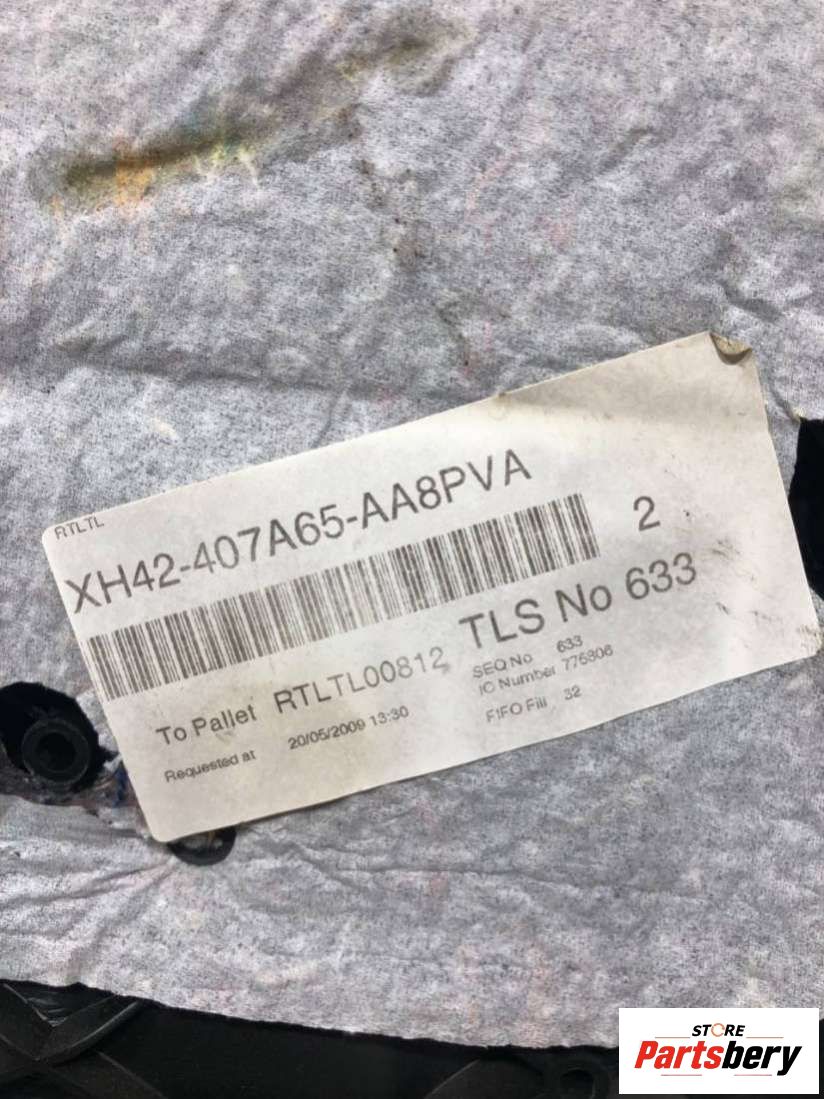 RTLTL
XH42-407A65-AA8PVA
2
TLS No 633
To Pallet RTLTL00812
SEQ No 633
IC Number 775306
Requested at 20/05/2009 13:30
FIFO Fill 32
STORE
Partsbery